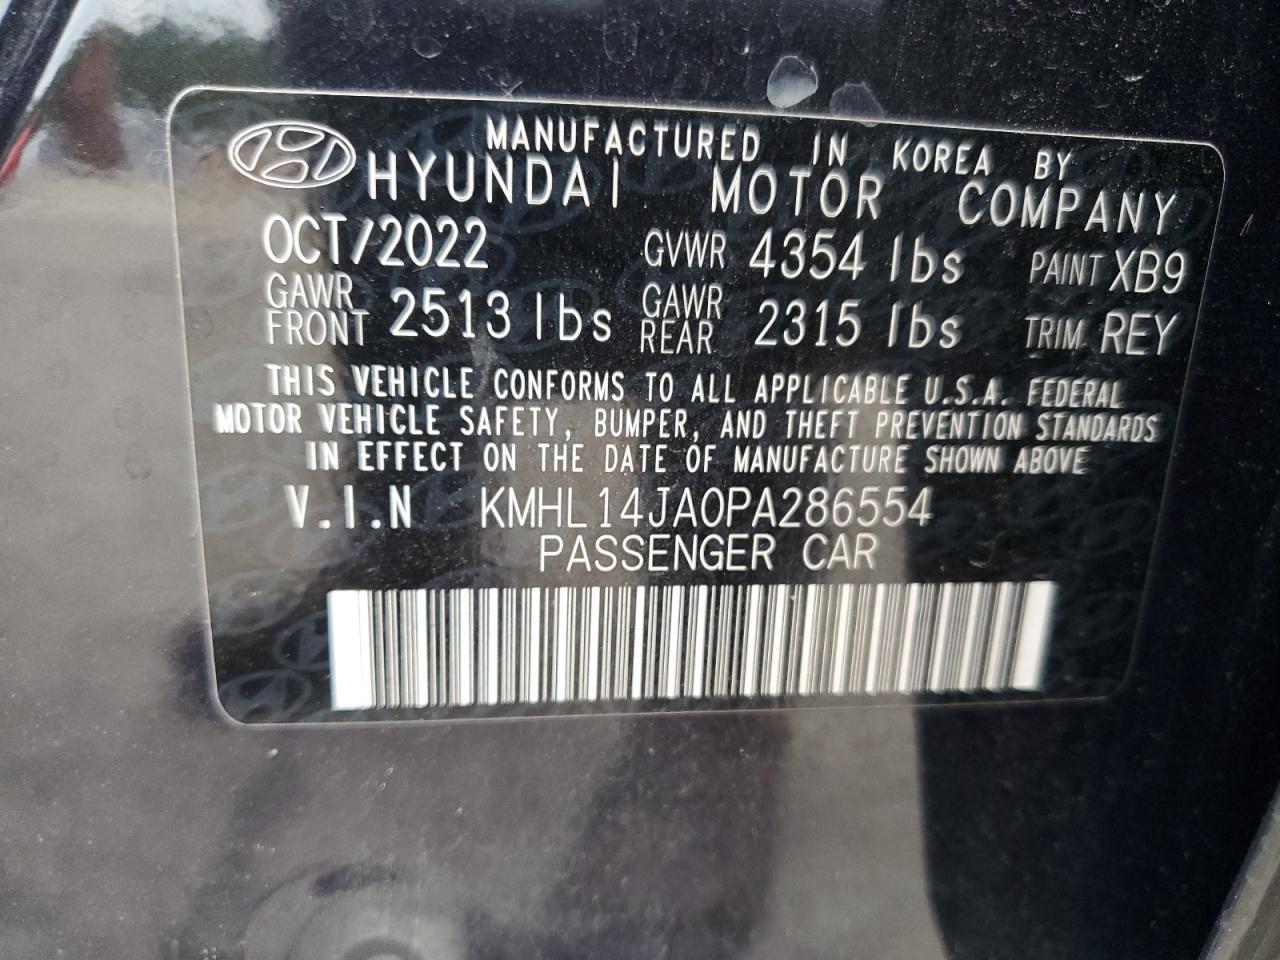 MANUFACTURED IN KOREA BY
HYUNDAI MOTOR COMPANY
OCT/2022 GVWR 4354 lbs PAINT XB9
GAWR FRONT 2513 lbs GAWR REAR 2315 lbs TRIM REY
THIS VEHICLE CONFORMS TO ALL APPLICABLE U.S.A. FEDERAL
MOTOR VEHICLE SAFETY, BUMPER, AND THEFT PREVENTION STANDARDS
IN EFFECT ON THE DATE OF MANUFACTURE SHOWN ABOVE
V.I.N KMHL14JA0PA286554
PASSENGER CAR